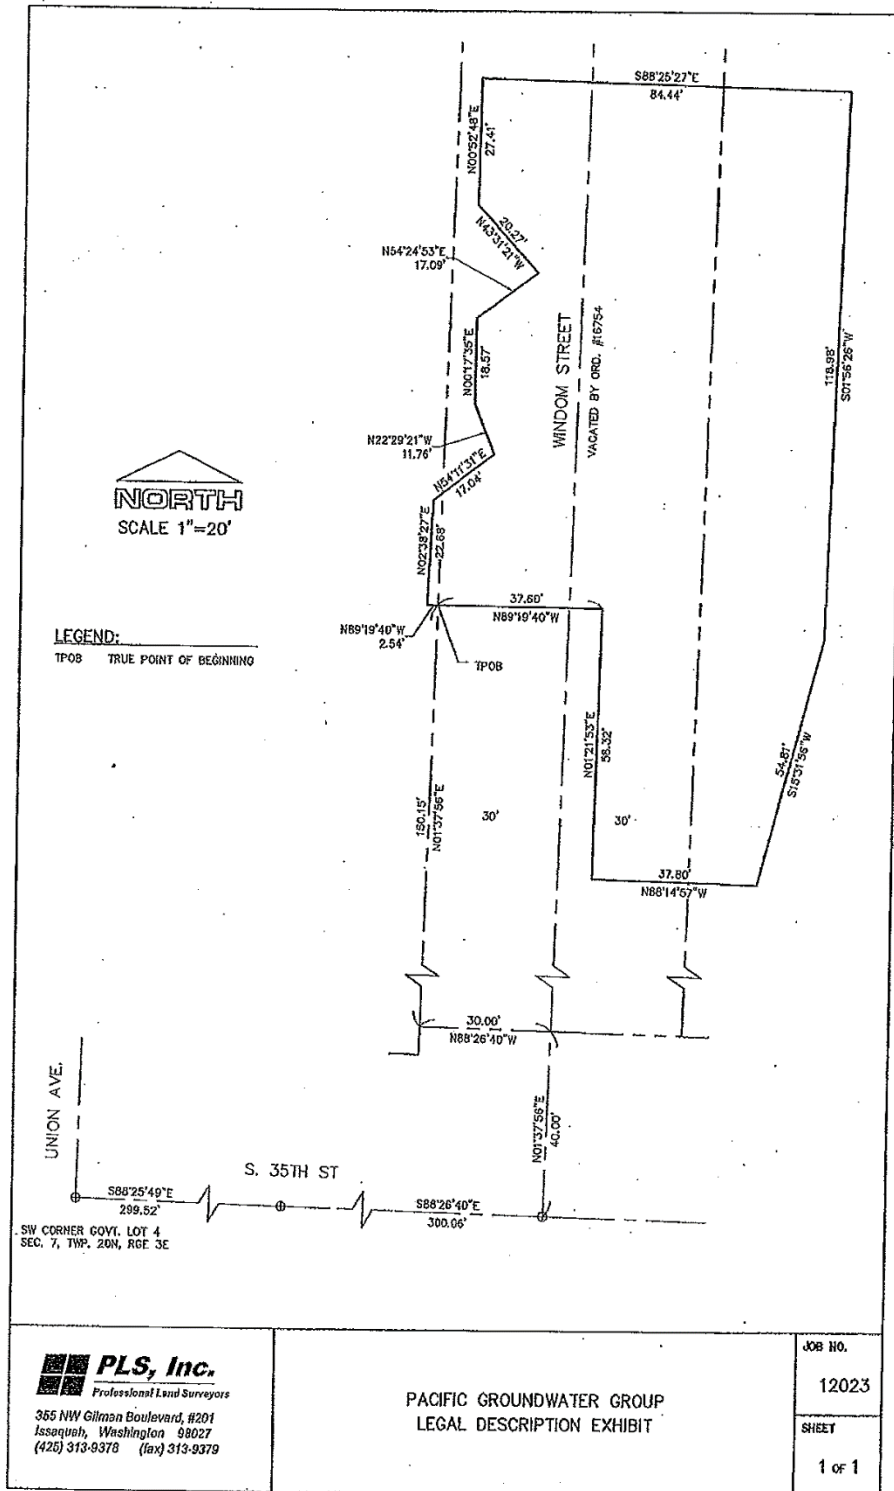 S88°25'27"E
84.44'
N00°52'48"E
27.41'
20.27'
N43°31'21"W
N54°24'53"E
17.09'
N00°17'35"E
18.57'
WINDOM STREET
VACATED BY ORD. #16754
118.98'
S01°56'26"W
N22°29'21"W
11.76'
N54°11'31"E
17.04'
NORTH
SCALE 1"=20'
N02°38'27"E
22.68'
37.60'
N89°19'40"W
N89°19'40"W
2.54'
TPOB
LEGEND:
TPOB TRUE POINT OF BEGINNING
N01°21'53"E
54.81'
S15°31'56"W
N01°37'56"E
30'
30'
37.80'
N88°14'57"W
30.00'
N88°26'40"W
UNION AVE.
N01°37'56"E
40.00'
S. 35TH ST
S88°25'49"E
299.52'
S88°26'40"E
300.06'
SW CORNER GOVT. LOT 4
SEC. 7, TWP. 20N, RGE 3E
PLS, Inc.
Professional Land Surveyors
355 NW Gilman Boulevard, #201
Issaquah, Washington 98027
(425) 313-9378 (fax) 313-9379
PACIFIC GROUNDWATER GROUP
LEGAL DESCRIPTION EXHIBIT
JOB NO.
12023
SHEET
1 OF 1